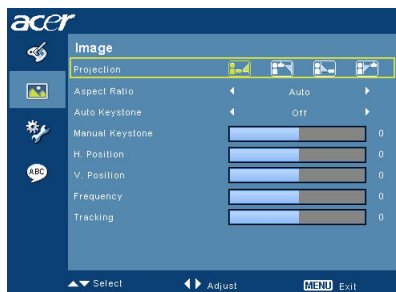 acer
Image
Projection
Aspect Ratio Auto
Auto Keystone Off
Manual Keystone 0
H. Position 0
V. Position 0
ABC
Frequency 0
Tracking 0
Select Adjust MENU Exit